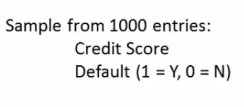 Sample from 1000 entries:
Credit Score
Default (1 = Y, 0 = N)